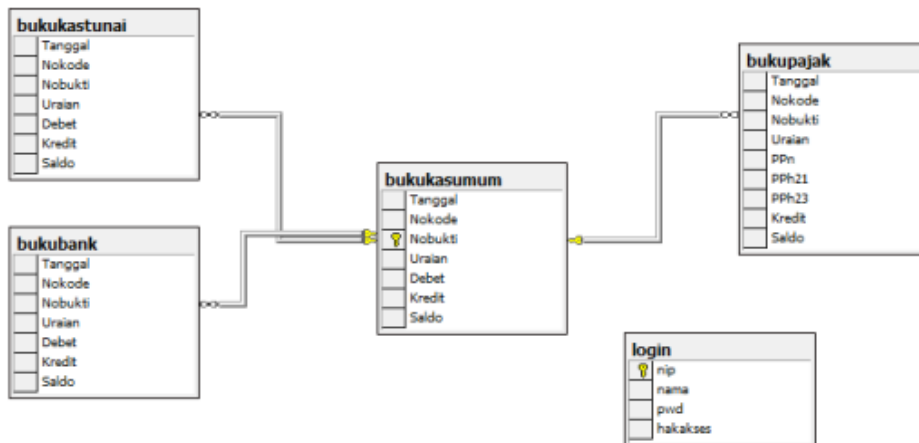 bukukastunai
Tanggal
Nokode
Nobukti
Uraian
Debet
Kredit
Saldo
bukubank
Tanggal
Nokode
Nobukti
Uraian
Debet
Kredit
Saldo
bukukasumum
Tanggal
Nokode
Nobukti
Uraian
Debet
Kredit
Saldo
bukupajak
Tanggal
Nokode
Nobukti
Uraian
PPn
PPh21
PPh23
Kredit
Saldo
login
nip
nama
pwd
hakakses